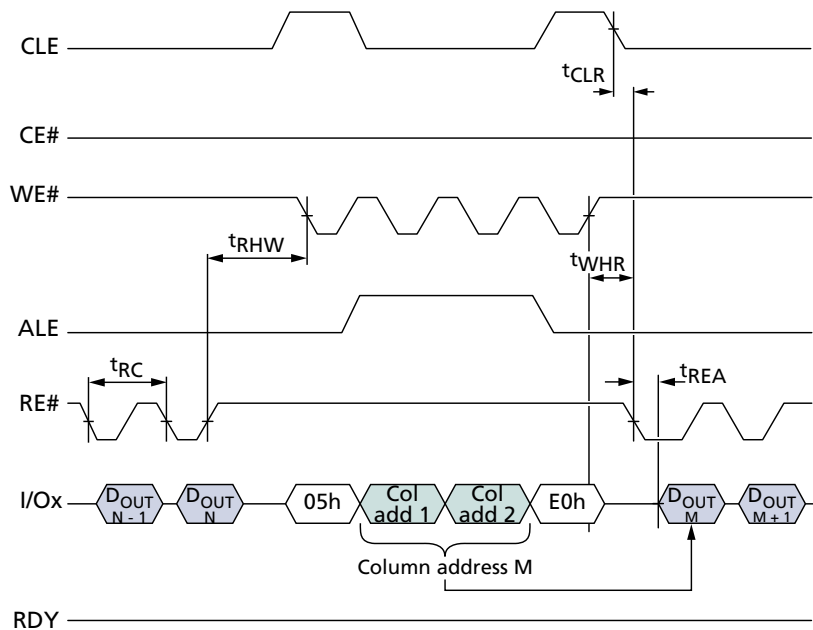 CLE
tCLR
CE#
WE#
tRHW
tWHR
ALE
tRC
tREA
RE#
I/Ox
DOUT
N - 1
DOUT
N
05h
Col
add 1
Col
add 2
E0h
DOUT
M
DOUT
M + 1
Column address M
RDY